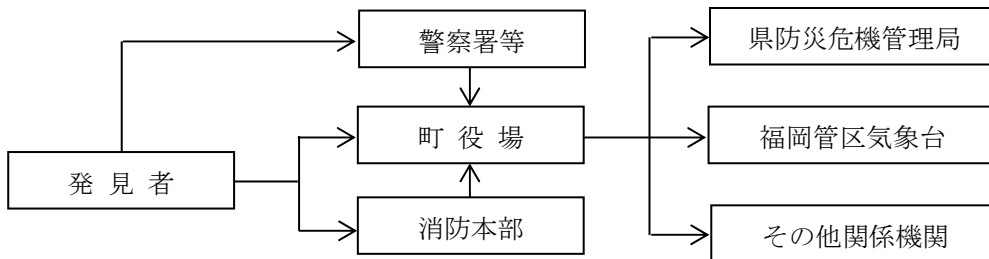 警察署等
県防災危機管理局
町 役 場
福岡管区気象台
発 見 者
消防本部
その他関係機関